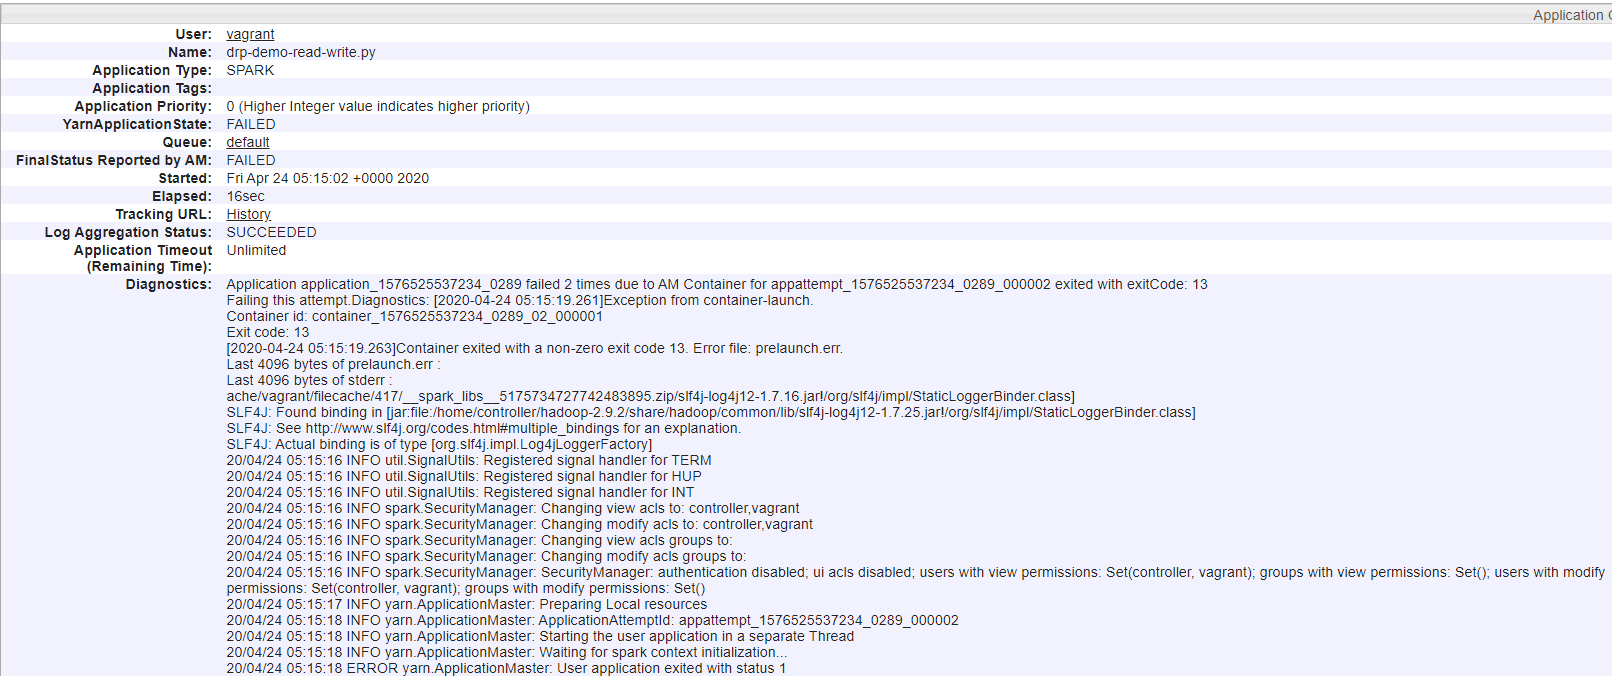 Application
User: vagrant
Name: drp-demo-read-write.py
Application Type: SPARK
Application Tags:
Application Priority: 0 (Higher Integer value indicates higher priority)
YarnApplicationState: FAILED
Queue: default
FinalStatus Reported by AM: FAILED
Started: Fri Apr 24 05:15:02 +0000 2020
Elapsed: 16sec
Tracking URL: History
Log Aggregation Status: SUCCEEDED
Application Timeout Unlimited
(Remaining Time):
Diagnostics: Application application_1576525537234_0289 failed 2 times due to AM Container for appattempt_1576525537234_0289_000002 exited with exitCode: 13
Failing this attempt.Diagnostics: [2020-04-24 05:15:19.261]Exception from container-launch.
Container id: container_1576525537234_0289_02_000001
Exit code: 13
[2020-04-24 05:15:19.263]Container exited with a non-zero exit code 13. Error file: prelaunch.err.
Last 4096 bytes of prelaunch.err :
Last 4096 bytes of stderr :
ache/vagrant/filecache/417/__spark_libs__5175734727742483895.zip/slf4j-log4j12-1.7.16.jar!/org/slf4j/impl/StaticLoggerBinder.class]
SLF4J: Found binding in [jar:file:/home/controller/hadoop-2.9.2/share/hadoop/common/lib/slf4j-log4j12-1.7.25.jar!/org/slf4j/impl/StaticLoggerBinder.class]
SLF4J: See http://www.slf4j.org/codes.html#multiple_bindings for an explanation.
SLF4J: Actual binding is of type [org.slf4j.impl.Log4jLoggerFactory]
20/04/24 05:15:16 INFO util.SignalUtils: Registered signal handler for TERM
20/04/24 05:15:16 INFO util.SignalUtils: Registered signal handler for HUP
20/04/24 05:15:16 INFO util.SignalUtils: Registered signal handler for INT
20/04/24 05:15:16 INFO spark.SecurityManager: Changing view acls to: controller,vagrant
20/04/24 05:15:16 INFO spark.SecurityManager: Changing modify acls to: controller,vagrant
20/04/24 05:15:16 INFO spark.SecurityManager: Changing view acls groups to:
20/04/24 05:15:16 INFO spark.SecurityManager: Changing modify acls groups to:
20/04/24 05:15:16 INFO spark.SecurityManager: SecurityManager: authentication disabled; ui acls disabled; users with view permissions: Set(controller, vagrant); groups with view permissions: Set(); users with modify
permissions: Set(controller, vagrant); groups with modify permissions: Set()
20/04/24 05:15:17 INFO yarn.ApplicationMaster: Preparing Local resources
20/04/24 05:15:18 INFO yarn.ApplicationMaster: ApplicationAttemptId: appattempt_1576525537234_0289_000002
20/04/24 05:15:18 INFO yarn.ApplicationMaster: Starting the user application in a separate Thread
20/04/24 05:15:18 INFO yarn.ApplicationMaster: Waiting for spark context initialization...
20/04/24 05:15:18 ERROR yarn.ApplicationMaster: User application exited with status 1